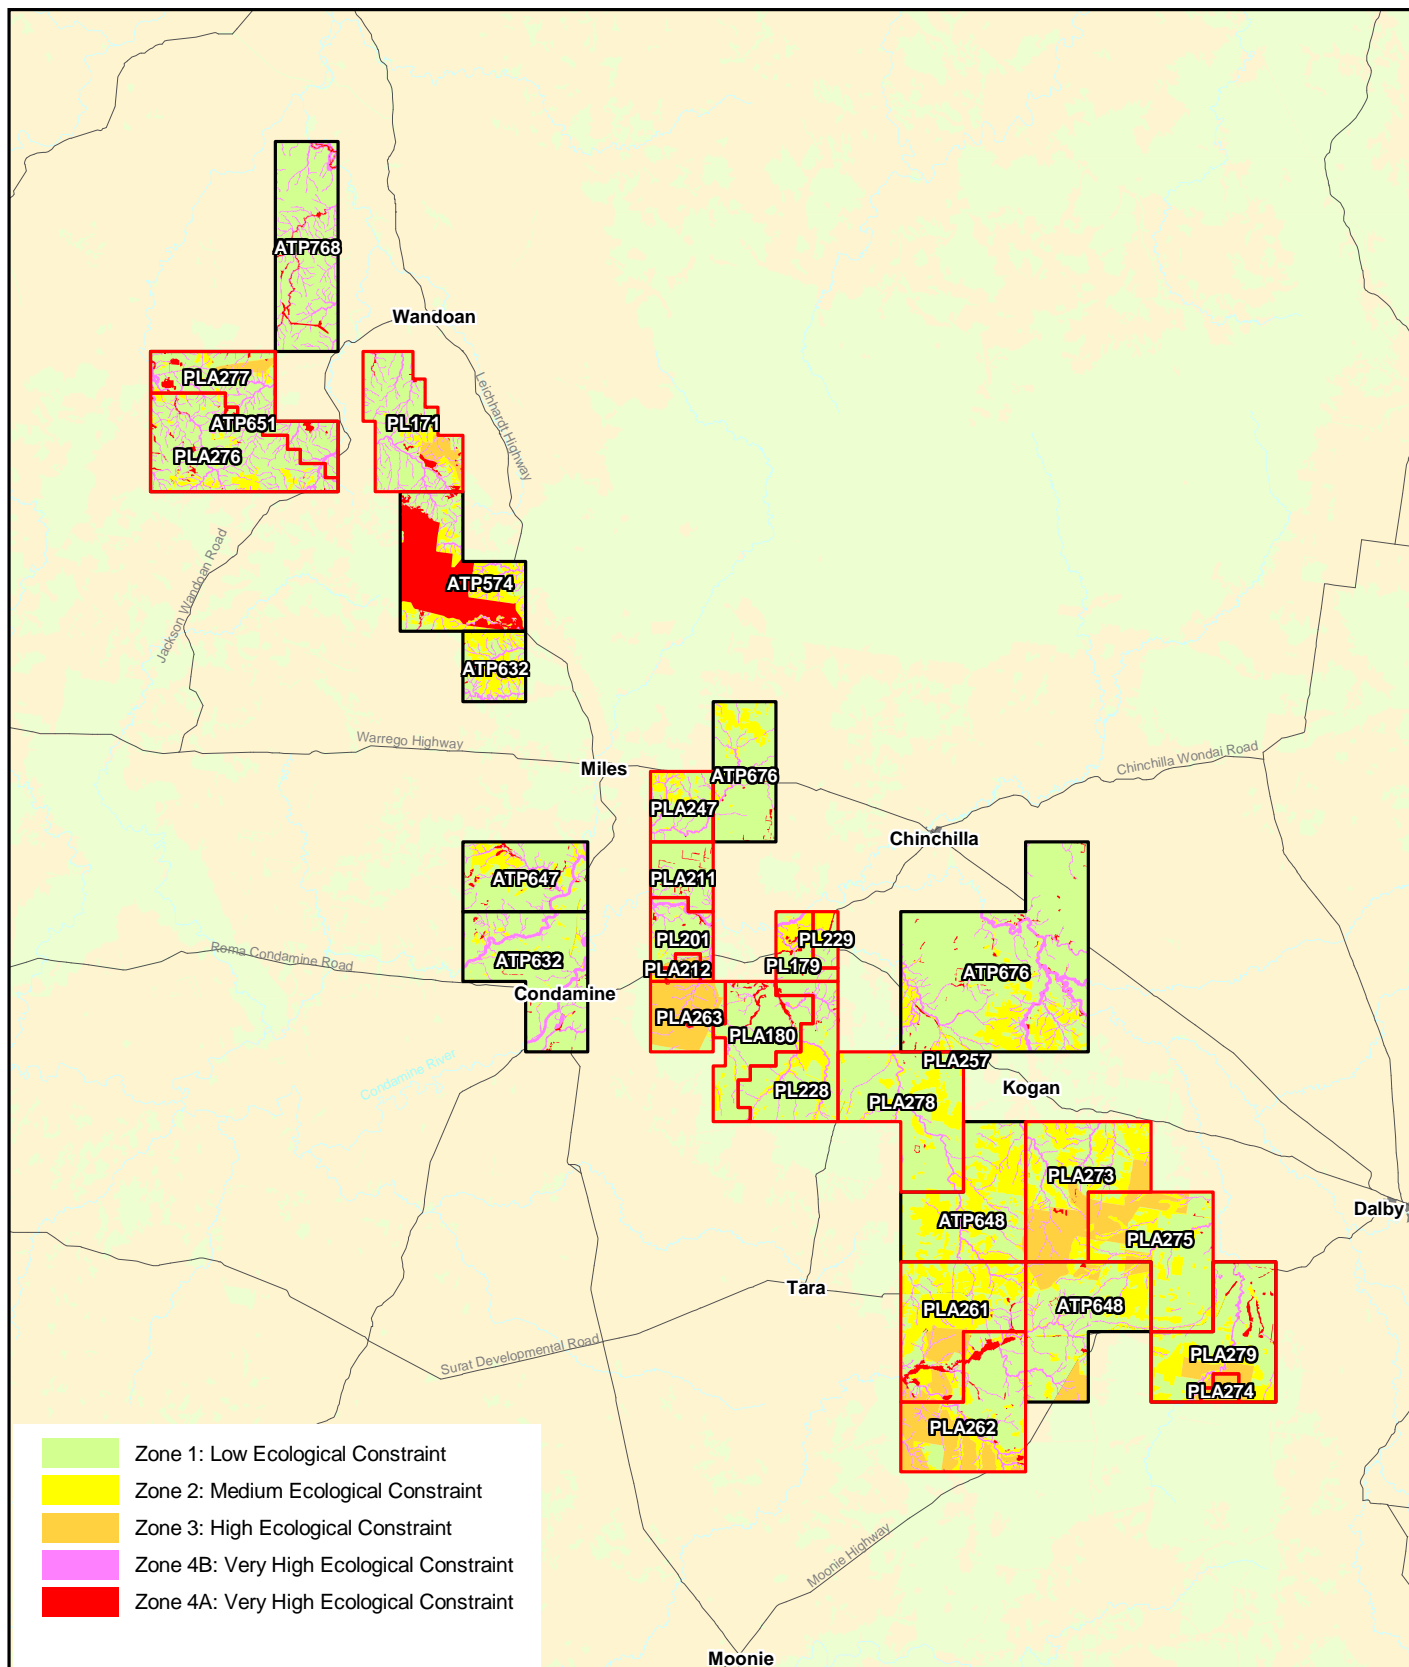 ATP768
Wandoan
PLA277
Leichhardt Highway
ATP651
PL171
PLA276
Jackson Wandoan Road
ATP574
ATP632
Warrego Highway
Miles
ATP676
Chinchilla Wondai Road
PLA247
Chinchilla
ATP647
PLA211
PL201
PL229
Roma Condamine Road
ATP632
PLA212
PL179
ATP676
Condamine
PLA263
PLA180
Condamine River
PLA257
Kogan
PL228
PLA278
PLA273
Dalby
ATP648
PLA275
Tara
PLA261
ATP648
Surat Developmental Road
PLA279
PLA274
PLA262
Moonie Highway
Moonie
Zone 1: Low Ecological Constraint
Zone 2: Medium Ecological Constraint
Zone 3: High Ecological Constraint
Zone 4B: Very High Ecological Constraint
Zone 4A: Very High Ecological Constraint